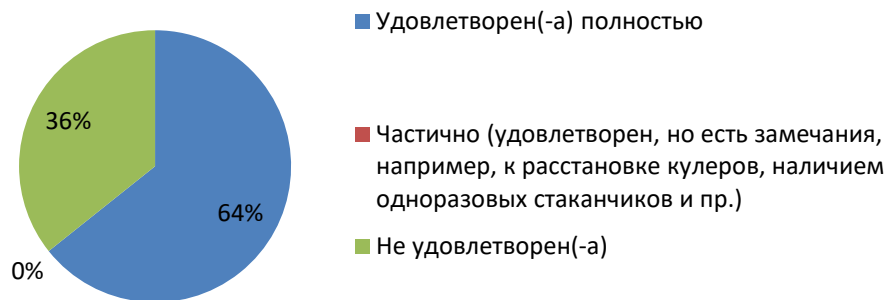 Удовлетворен(-а) полностью
36%
Частично (удовлетворен, но есть замечания,
например, к расстановке кулеров, наличием
одноразовых стаканчиков и пр.)
64%
Не удовлетворен(-а)
0%